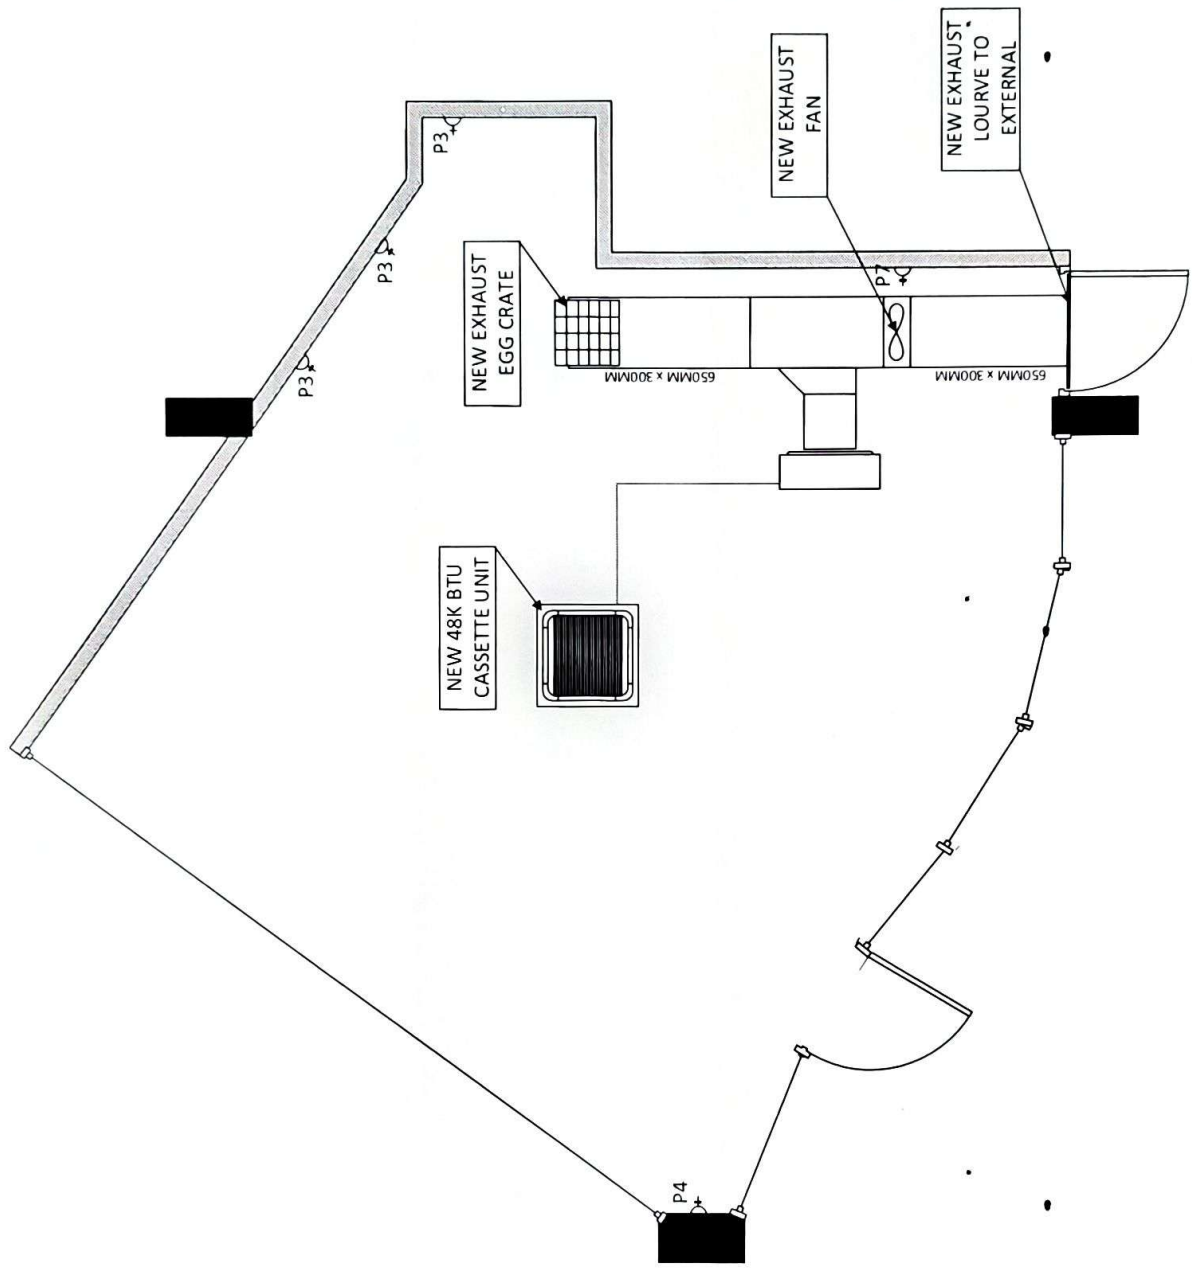 P3
P3
P3
NEW EXHAUST
EGG CRATE
NEW EXHAUST
FAN
NEW EXHAUST
LOURVE TO
EXTERNAL
P7
650MM x 300MM
650MM x 300MM
NEW 48K BTU
CASSETTE UNIT
P4